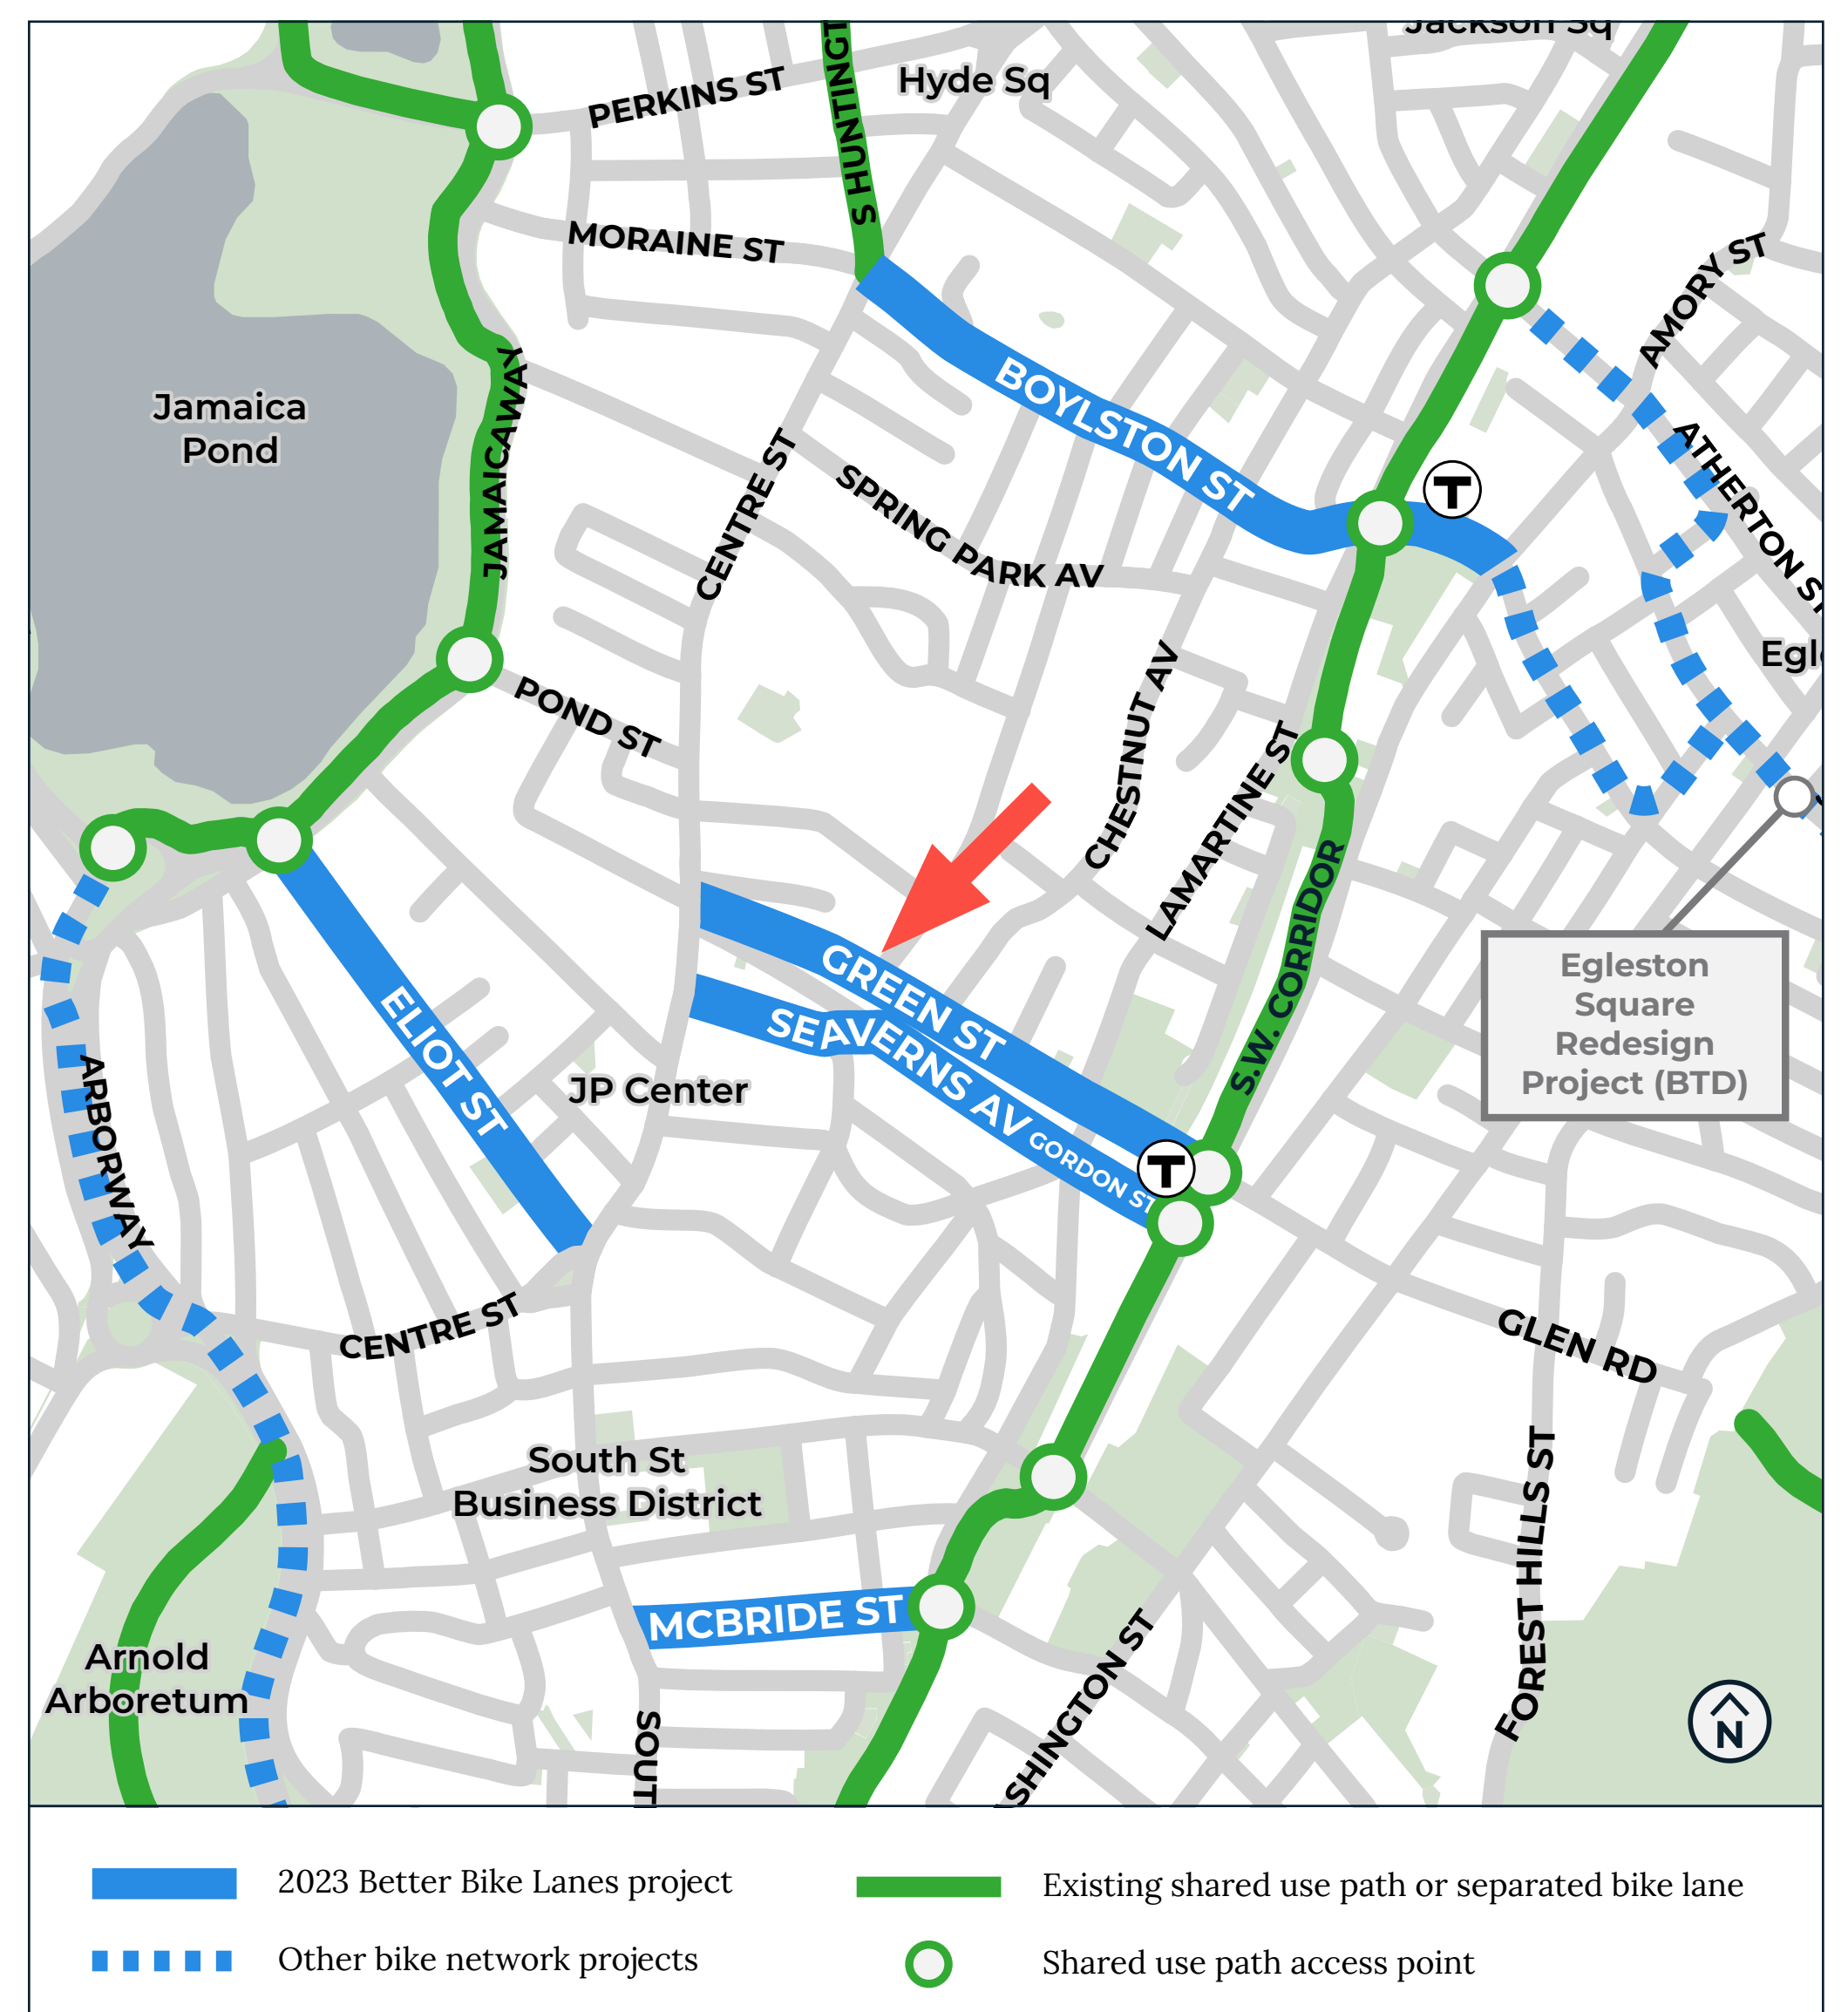 Jackson Sq
Hyde Sq
PERKINS ST
S HUNTINGT
MORAINE ST
AMORY ST
JAMAICAWAY
Jamaica
Pond
BOYLSTON ST
T
CENTRE ST
SPRING PARK AV
ATHERTON ST
Egl
POND ST
CHESTNUT AV
LAMARTINE ST
S.W. CORRIDOR
GREEN ST
SEAVERNS AV
GORDON ST
T
Egleston
Square
Redesign
Project (BTD)
ELIOT ST
JP Center
ARBORWAY
CENTRE ST
GLEN RD
South St
Business District
FOREST HILLS ST
MCBRIDE ST
Arnold
Arboretum
SOUT
SHINGTON ST
N
2023 Better Bike Lanes project
Existing shared use path or separated bike lane
Other bike network projects
Shared use path access point